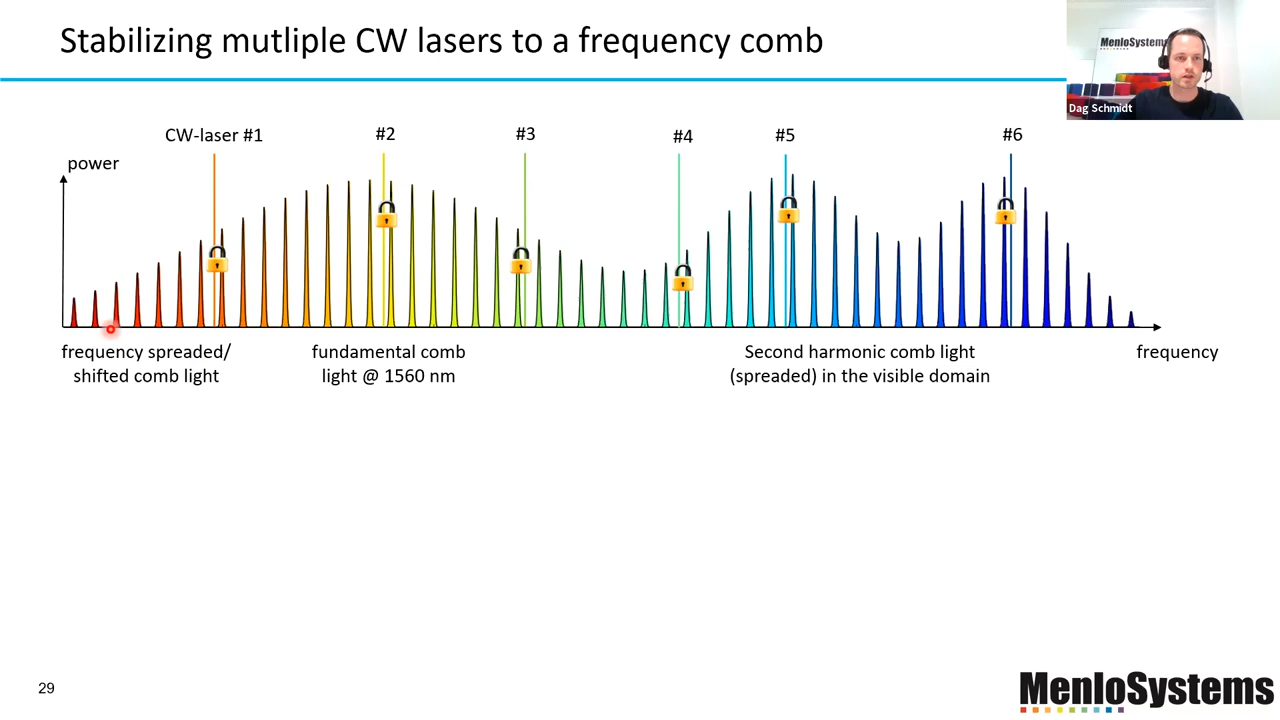 Stabilizing mutliple CW lasers to a frequency comb
MenloSystems
Dag Schmidt
CW-laser #1
#2
#3
#4
#5
#6
power
frequency spreaded/
shifted comb light
fundamental comb
light @ 1560 nm
Second harmonic comb light
(spreaded) in the visible domain
frequency
29
MenloSystems